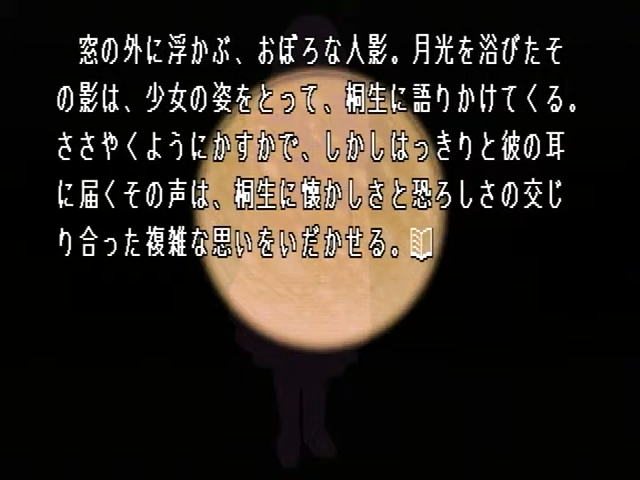 窓の外に浮かぶ、おぼろな人影。月光を浴びたそ
の影は、少女の姿をとって、桐生に語りかけてくる。
ささやくようにかすかで、しかしはっきりと彼の耳
に届くその声は、桐生に懐かしさと恐ろしさの交じ
り合った複雑な思いをいだかせる。